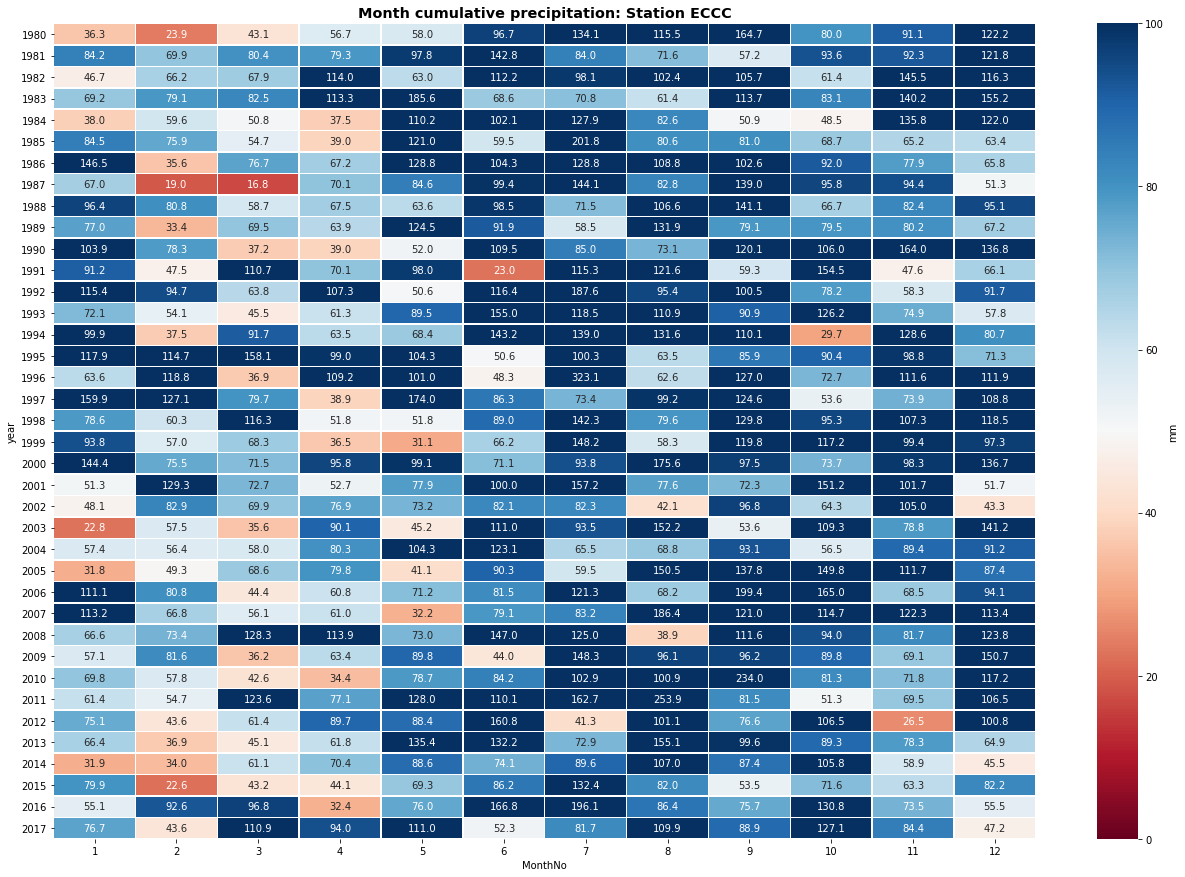 Month cumulative precipitation: Station ECCC
1980 36.3 23.9 43.1 56.7 58.0 96.7 134.1 115.5 164.7 80.0 91.1 122.2
1981 84.2 69.9 80.4 79.3 97.8 142.8 84.0 71.6 57.2 93.6 92.3 121.8
1982 46.7 66.2 67.9 114.0 63.0 112.2 98.1 102.4 105.7 61.4 145.5 116.3
1983 69.2 79.1 82.5 113.3 185.6 68.6 70.8 61.4 113.7 83.1 140.2 155.2
1984 38.0 59.6 50.8 37.5 110.2 102.1 127.9 82.6 50.9 48.5 135.8 122.0
1985 84.5 75.9 54.7 39.0 121.0 59.5 201.8 80.6 81.0 68.7 65.2 63.4
1986 146.5 35.6 76.7 67.2 128.8 104.3 128.8 108.8 102.6 92.0 77.9 65.8
1987 67.0 19.0 16.8 70.1 84.6 99.4 144.1 82.8 139.0 95.8 94.4 51.3
1988 96.4 80.8 58.7 67.5 63.6 98.5 71.5 106.6 141.1 66.7 82.4 95.1
1989 77.0 33.4 69.5 63.9 124.5 91.9 58.5 131.9 79.1 79.5 80.2 67.2
1990 103.9 78.3 37.2 39.0 52.0 109.5 85.0 73.1 120.1 106.0 164.0 136.8
1991 91.2 47.5 110.7 70.1 98.0 23.0 115.3 121.6 59.3 154.5 47.6 66.1
1992 115.4 94.7 63.8 107.3 50.6 116.4 187.6 95.4 100.5 78.2 58.3 91.7
1993 72.1 54.1 45.5 61.3 89.5 155.0 118.5 110.9 90.9 126.2 74.9 57.8
1994 99.9 37.5 91.7 63.5 68.4 143.2 139.0 131.6 110.1 29.7 128.6 80.7
1995 117.9 114.7 158.1 99.0 104.3 50.6 100.3 63.5 85.9 90.4 98.8 71.3
1996 63.6 118.8 36.9 109.2 101.0 48.3 323.1 62.6 127.0 72.7 111.6 111.9
1997 159.9 127.1 79.7 38.9 174.0 86.3 73.4 99.2 124.6 53.6 73.9 108.8
1998 78.6 60.3 116.3 51.8 51.8 89.0 142.3 79.6 129.8 95.3 107.3 118.5
1999 93.8 57.0 68.3 36.5 31.1 66.2 148.2 58.3 119.8 117.2 99.4 97.3
2000 144.4 75.5 71.5 95.8 99.1 71.1 93.8 175.6 97.5 73.7 98.3 136.7
2001 51.3 129.3 72.7 52.7 77.9 100.0 157.2 77.6 72.3 151.2 101.7 51.7
2002 48.1 82.9 69.9 76.9 73.2 82.1 82.3 42.1 96.8 64.3 105.0 43.3
2003 22.8 57.5 35.6 90.1 45.2 111.0 93.5 152.2 53.6 109.3 78.8 141.2
2004 57.4 56.4 58.0 80.3 104.3 123.1 65.5 68.8 93.1 56.5 89.4 91.2
2005 31.8 49.3 68.6 79.8 41.1 90.3 59.5 150.5 137.8 149.8 111.7 87.4
2006 111.1 80.8 44.4 60.8 71.2 81.5 121.3 68.2 199.4 165.0 68.5 94.1
2007 113.2 66.8 56.1 61.0 32.2 79.1 83.2 186.4 121.0 114.7 122.3 113.4
2008 66.6 73.4 128.3 113.9 73.0 147.0 125.0 38.9 111.6 94.0 81.7 123.8
2009 57.1 81.6 36.2 63.4 89.8 44.0 148.3 96.1 96.2 89.8 69.1 150.7
2010 69.8 57.8 42.6 34.4 78.7 84.2 102.9 100.9 234.0 81.3 71.8 117.2
2011 61.4 54.7 123.6 77.1 128.0 110.1 162.7 253.9 81.5 51.3 69.5 106.5
2012 75.1 43.6 61.4 89.7 88.4 160.8 41.3 101.1 76.6 106.5 26.5 100.8
2013 66.4 36.9 45.1 61.8 135.4 132.2 72.9 155.1 99.6 89.3 78.3 64.9
2014 31.9 34.0 61.1 70.4 88.6 74.1 89.6 107.0 87.4 105.8 58.9 45.5
2015 79.9 22.6 43.2 44.1 69.3 86.2 132.4 82.0 53.5 71.6 63.3 82.2
2016 55.1 92.6 96.8 32.4 76.0 166.8 196.1 86.4 75.7 130.8 73.5 55.5
2017 76.7 43.6 110.9 94.0 111.0 52.3 81.7 109.9 88.9 127.1 84.4 47.2
1 2 3 4 5 6 7 8 9 10 11 12
MonthNo
year
100
80
60
40
20
0
mm